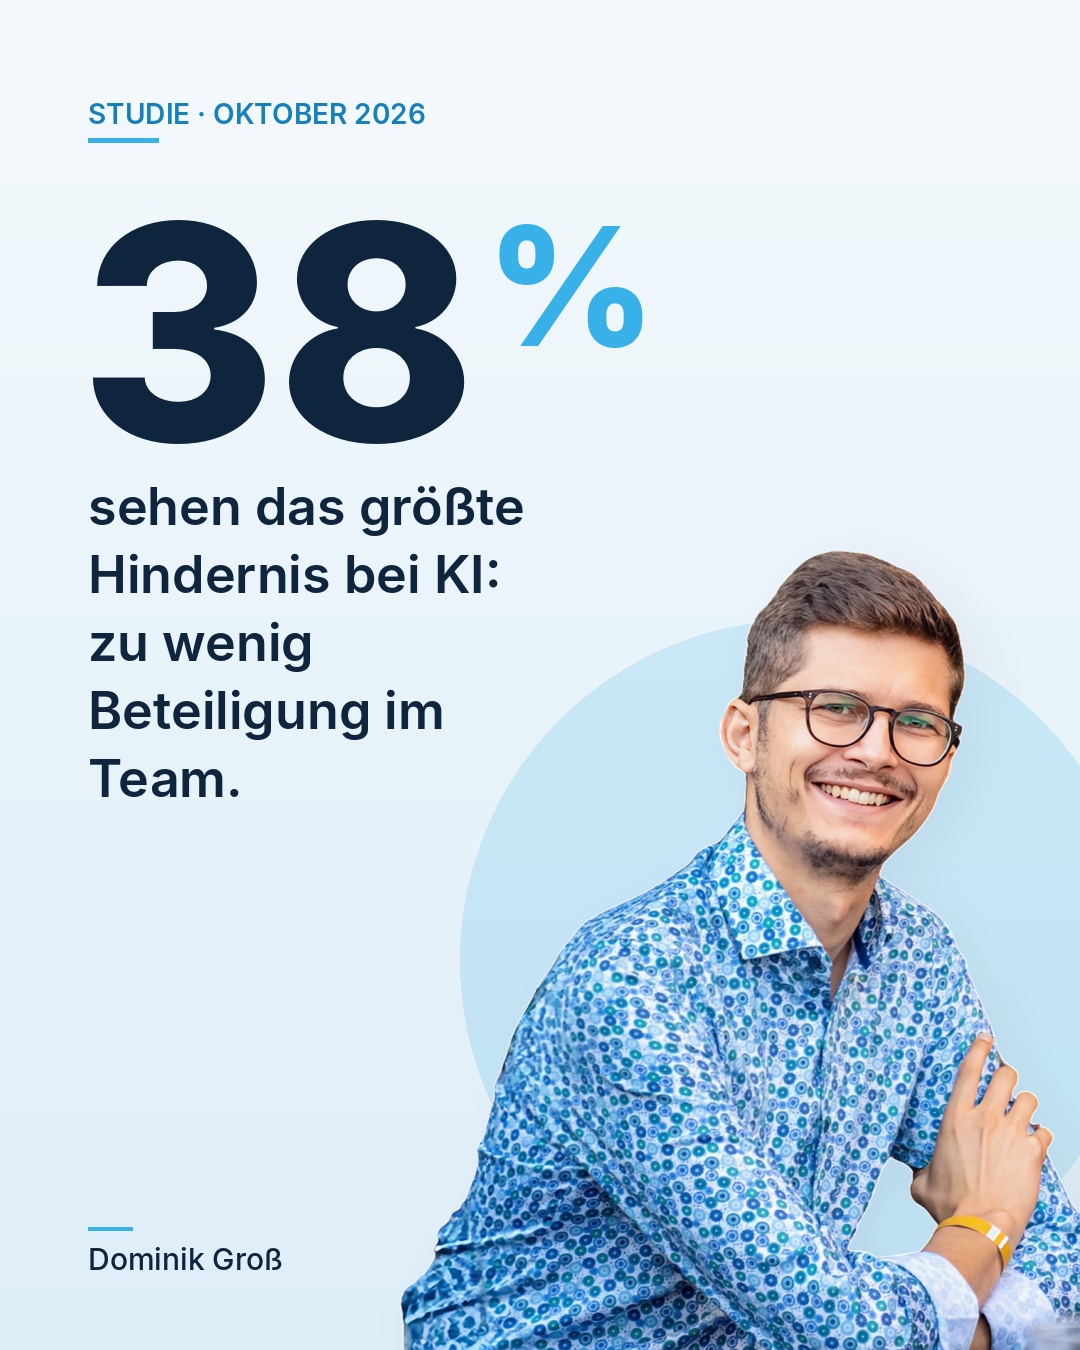 STUDIE · OKTOBER 2026
38%
sehen das größte
Hindernis bei KI:
zu wenig
Beteiligung im
Team.
Dominik Groß